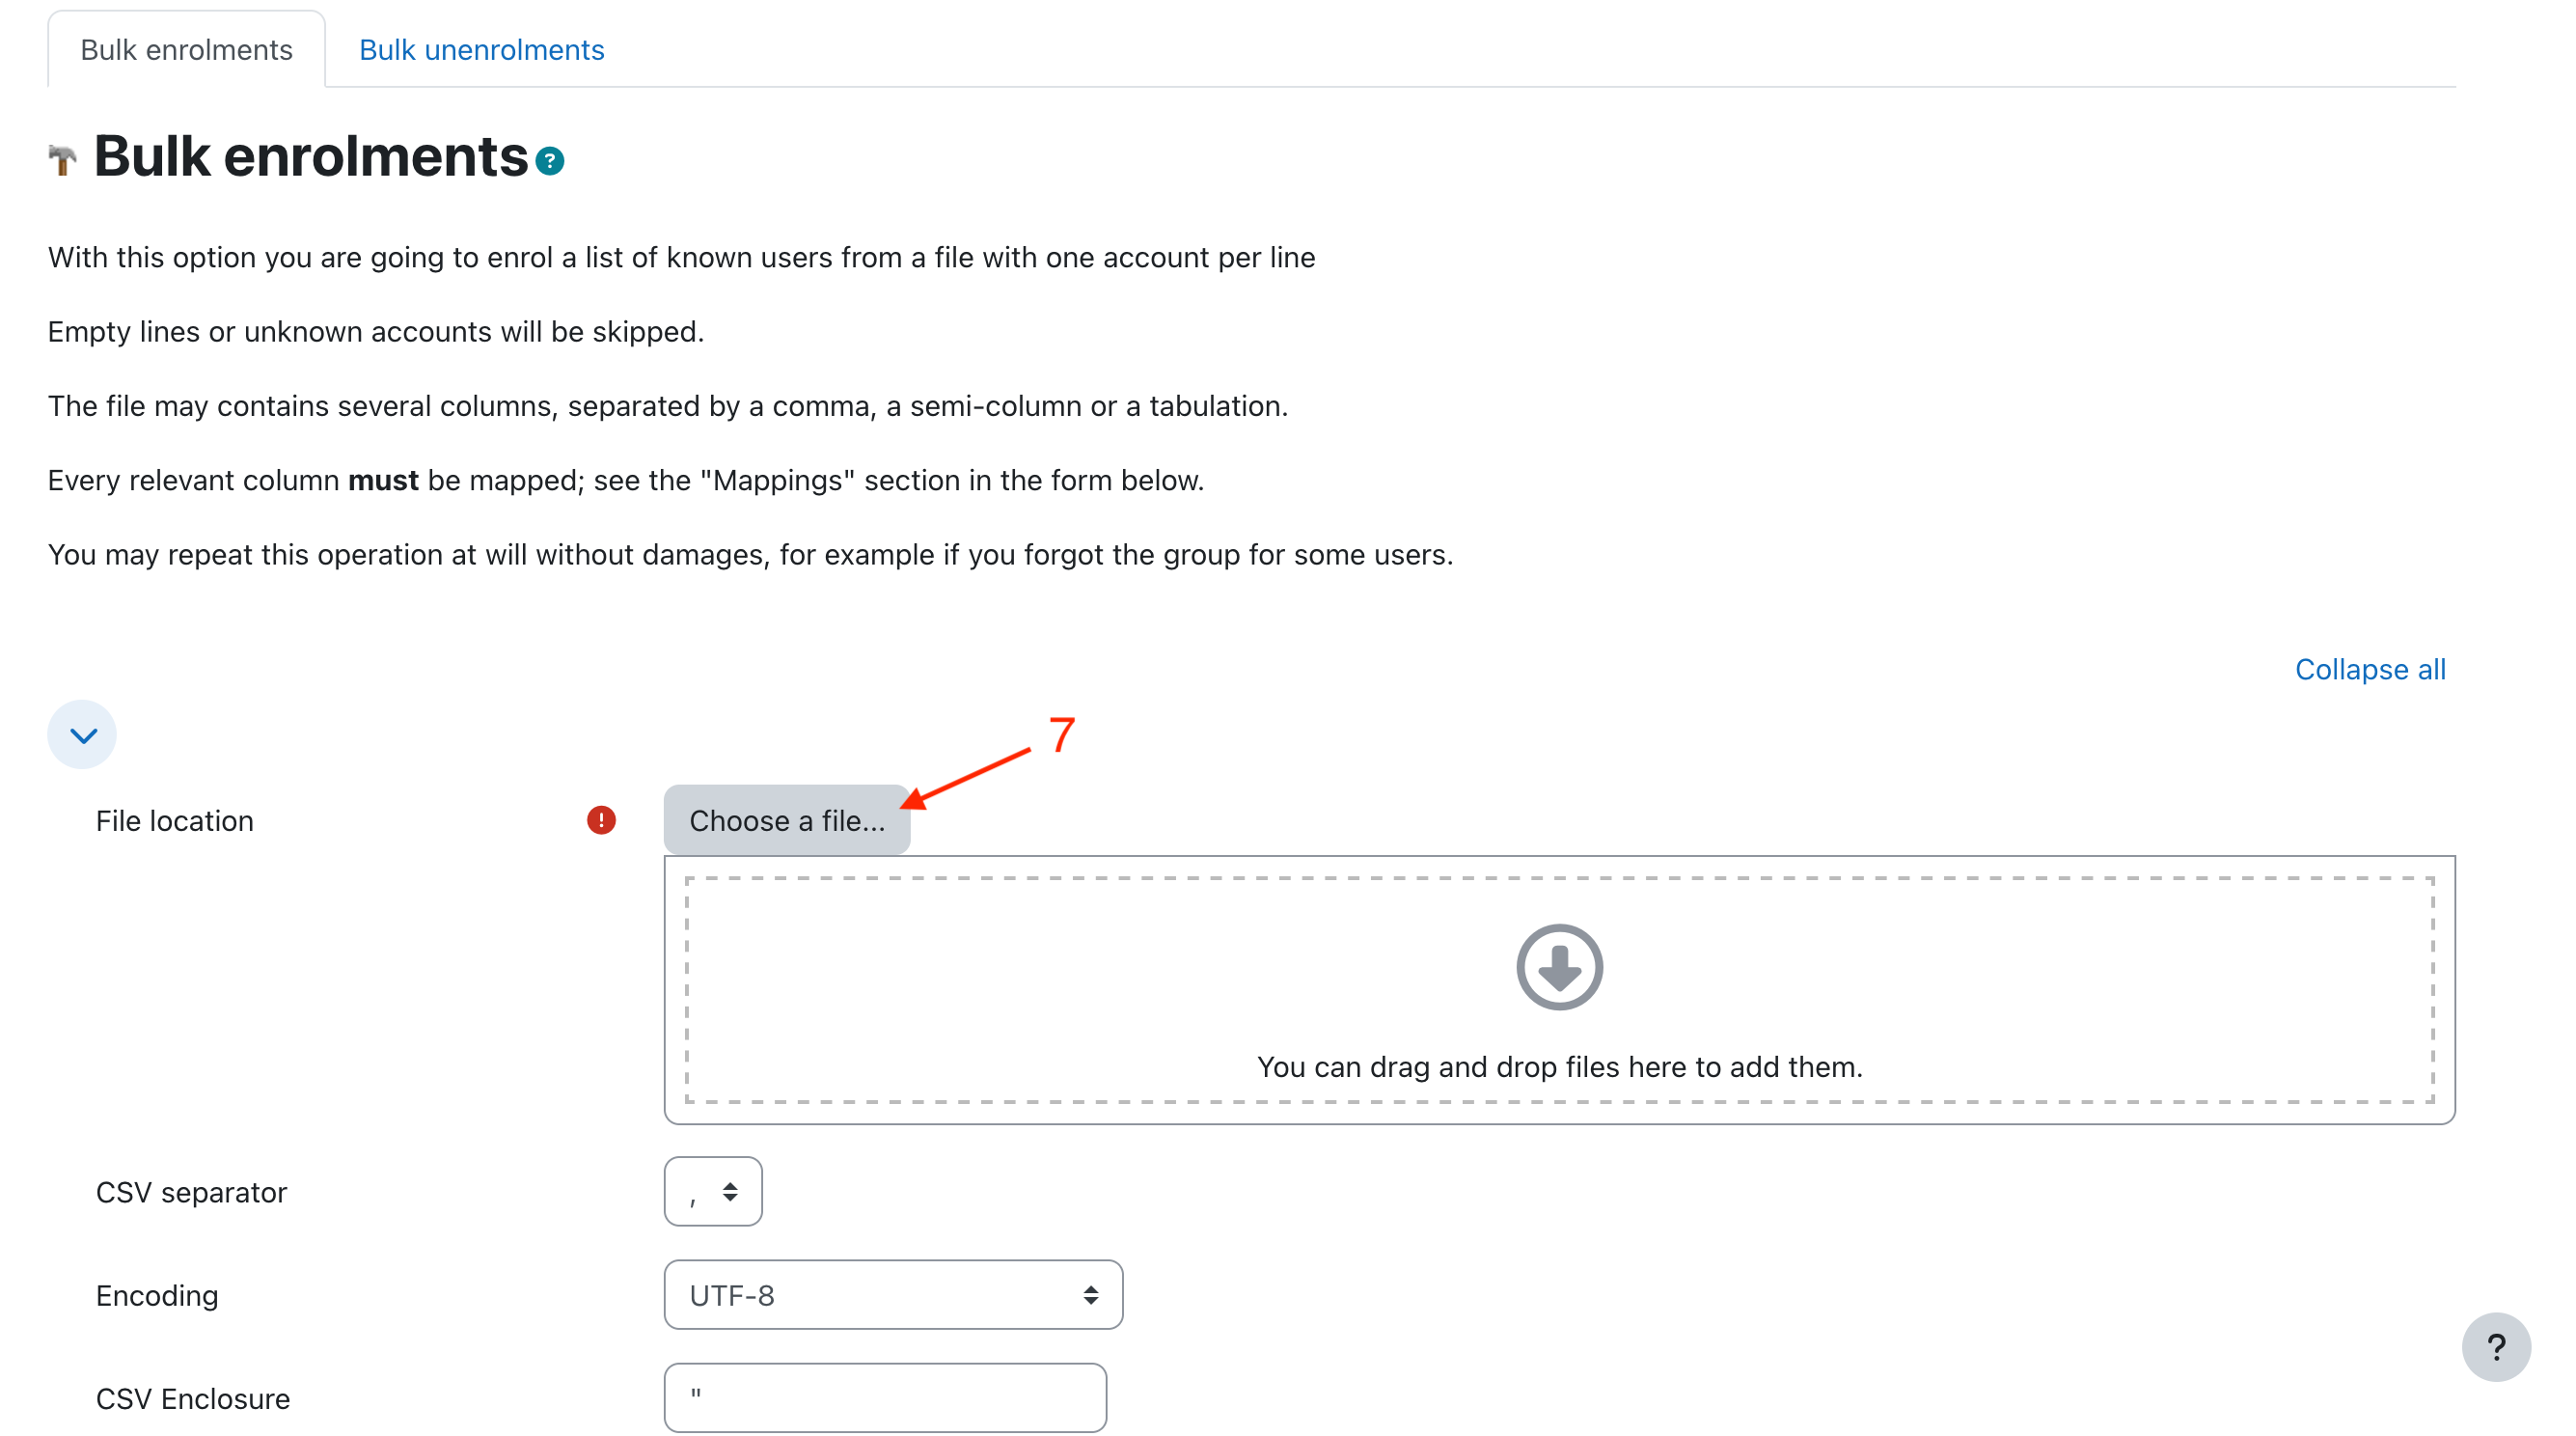 Bulk enrolments
Bulk unenrolments
Bulk enrolments ?
With this option you are going to enrol a list of known users from a file with one account per line
Empty lines or unknown accounts will be skipped.
The file may contains several columns, separated by a comma, a semi-column or a tabulation.
Every relevant column must be mapped; see the "Mappings" section in the form below.
You may repeat this operation at will without damages, for example if you forgot the group for some users.
Collapse all
7
File location ! Choose a file...
You can drag and drop files here to add them.
CSV separator ,
Encoding UTF-8
?
CSV Enclosure "